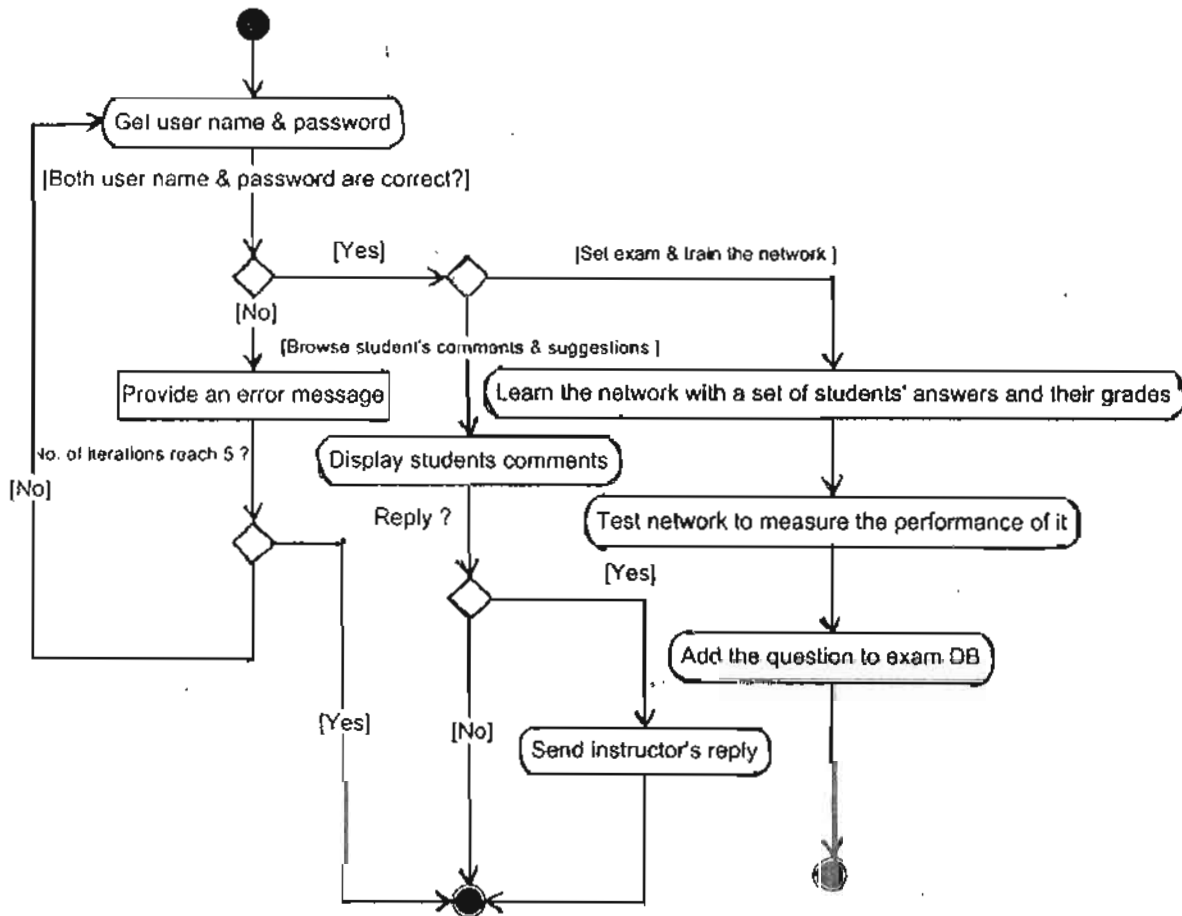 Get user name & password
[Both user name & password are correct?]
[Yes]
[Set exam & train the network ]
[No]
[Browse student's comments & suggestions ]
Provide an error message
Learn the network with a set of students' answers and their grades
No. of iterations reach 5 ?
Display students comments
[No]
Reply ?
Test network to measure the performance of it
[Yes]
Add the question to exam DB
[Yes]
[No]
Send instructor's reply